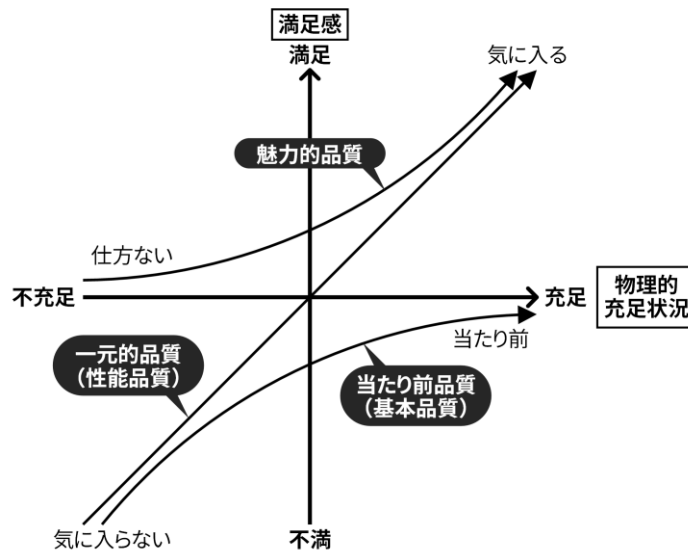 満足感
満足
気に入る
魅力的品質
仕方ない
不充足
充足
物理的
充足状況
当たり前
一元的品質
（性能品質）
当たり前品質
（基本品質）
気に入らない
不満